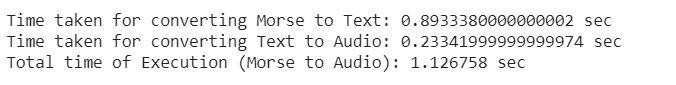 Time taken for converting Morse to Text: 0.8933380000000002 sec
Time taken for converting Text to Audio: 0.23341999999999974 sec
Total time of Execution (Morse to Audio): 1.126758 sec